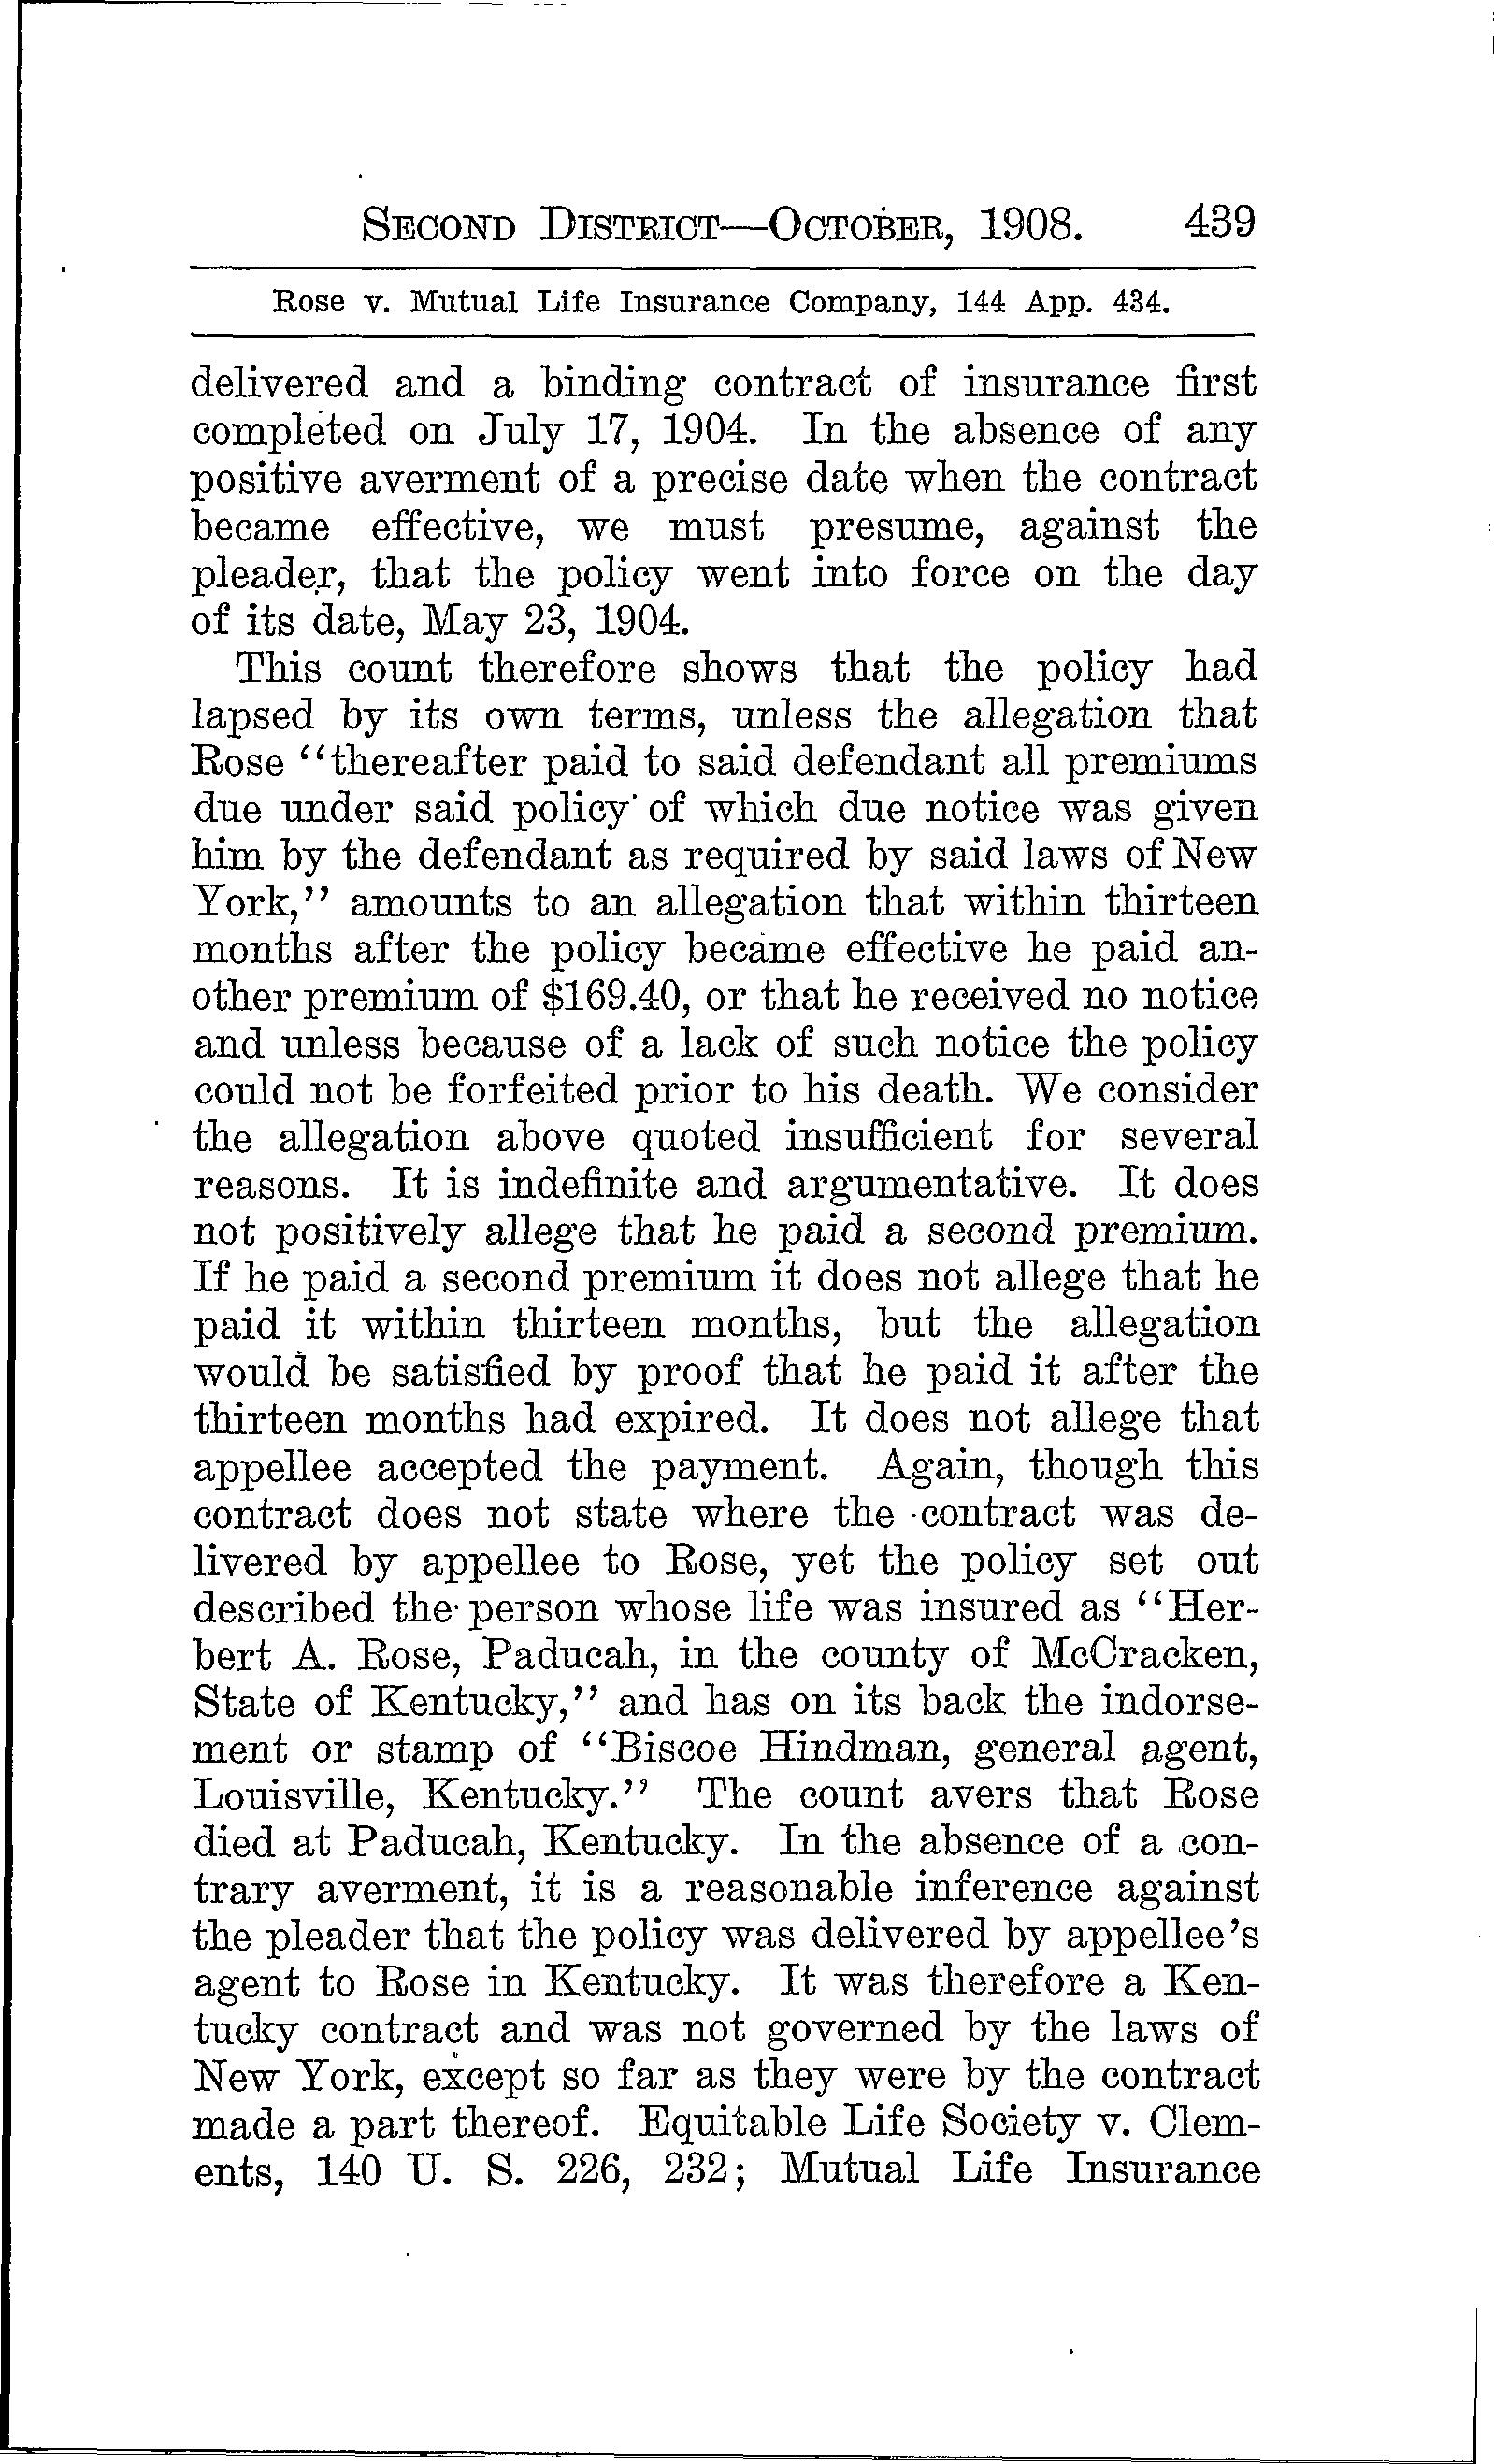 SECOND DISTRICT—OCTOBER, 1908. 439
Rose v. Mutual Life Insurance Company, 144 App. 434.
delivered and a binding contract of insurance first
completed on July 17, 1904. In the absence of any
positive averment of a precise date when the contract
became effective, we must presume, against the
pleader, that the policy went into force on the day
of its date, May 23, 1904.
This count therefore shows that the policy had
lapsed by its own terms, unless the allegation that
Rose "thereafter paid to said defendant all premiums
due under said policy of which due notice was given
him by the defendant as required by said laws of New
York," amounts to an allegation that within thirteen
months after the policy became effective he paid an-
other premium of $169.40, or that he received no notice
and unless because of a lack of such notice the policy
could not be forfeited prior to his death. We consider
the allegation above quoted insufficient for several
reasons. It is indefinite and argumentative. It does
not positively allege that he paid a second premium.
If he paid a second premium it does not allege that he
paid it within thirteen months, but the allegation
would be satisfied by proof that he paid it after the
thirteen months had expired. It does not allege that
appellee accepted the payment. Again, though this
contract does not state where the contract was de-
livered by appellee to Rose, yet the policy set out
described the person whose life was insured as "Her-
bert A. Rose, Paducah, in the county of McCracken,
State of Kentucky," and has on its back the indorse-
ment or stamp of "Biscoe Hindman, general agent,
Louisville, Kentucky." The count avers that Rose
died at Paducah, Kentucky. In the absence of a con-
trary averment, it is a reasonable inference against
the pleader that the policy was delivered by appellee's
agent to Rose in Kentucky. It was therefore a Ken-
tucky contract and was not governed by the laws of
New York, except so far as they were by the contract
made a part thereof. Equitable Life Society v. Clem-
ents, 140 U. S. 226, 232; Mutual Life Insurance